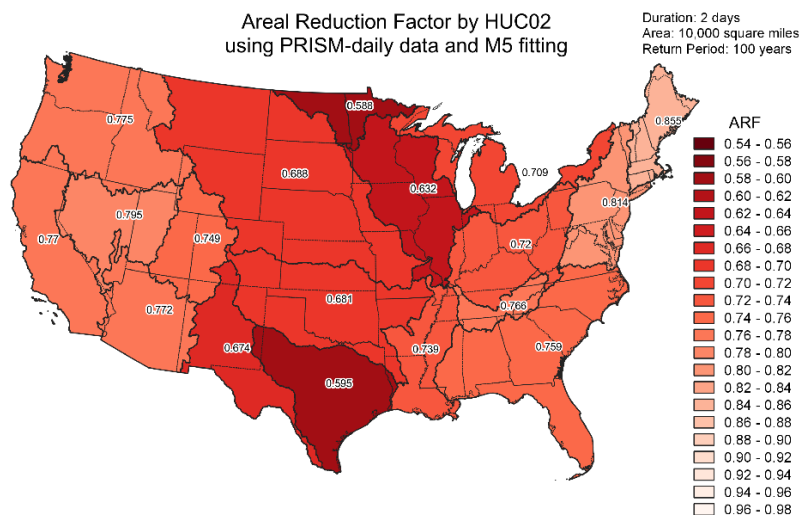 Areal Reduction Factor by HUC02
using PRISM-daily data and M5 fitting
Duration: 2 days
Area: 10,000 square miles
Return Period: 100 years
0.588
0.855
0.775
0.709
0.688
0.632
0.795
0.814
0.77
0.749
0.72
0.681
0.766
0.772
0.674
0.739
0.759
0.595
ARF
0.54 - 0.56
0.56 - 0.58
0.58 - 0.60
0.60 - 0.62
0.62 - 0.64
0.64 - 0.66
0.66 - 0.68
0.68 - 0.70
0.70 - 0.72
0.72 - 0.74
0.74 - 0.76
0.76 - 0.78
0.78 - 0.80
0.80 - 0.82
0.82 - 0.84
0.84 - 0.86
0.86 - 0.88
0.88 - 0.90
0.90 - 0.92
0.92 - 0.94
0.94 - 0.96
0.96 - 0.98